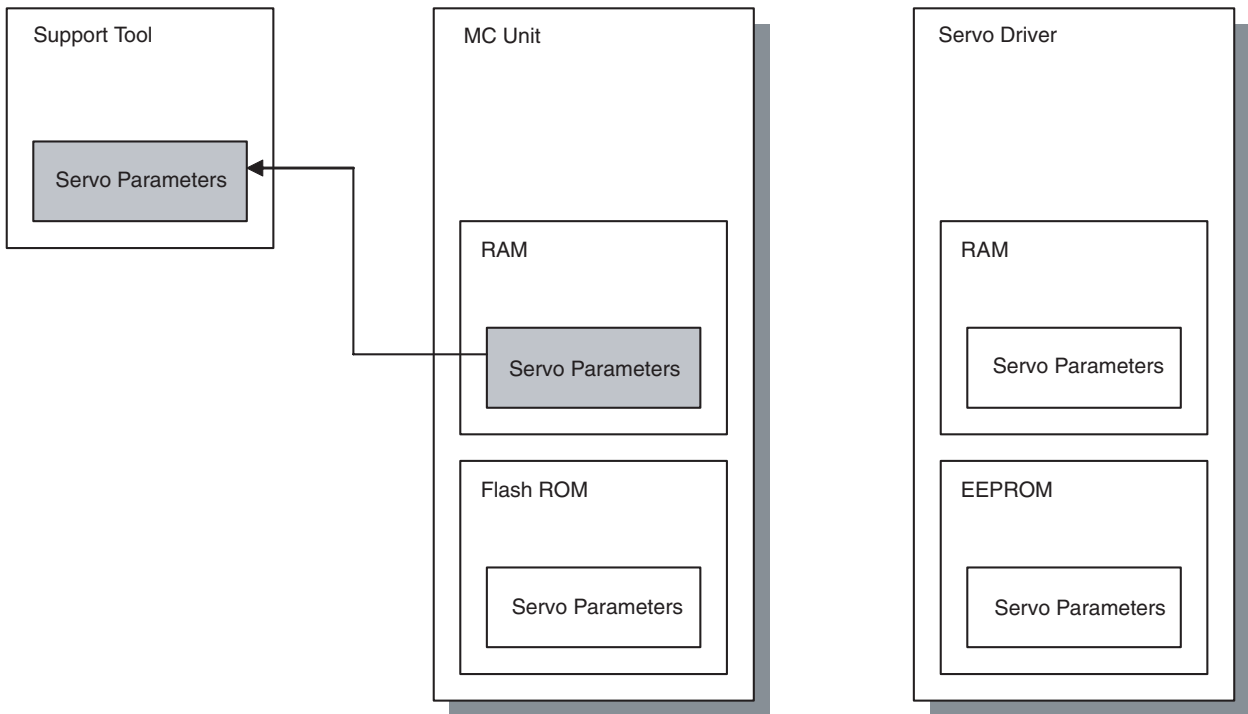 Support Tool
Servo Parameters
MC Unit
RAM
Servo Parameters
Flash ROM
Servo Parameters
Servo Driver
RAM
Servo Parameters
EEPROM
Servo Parameters